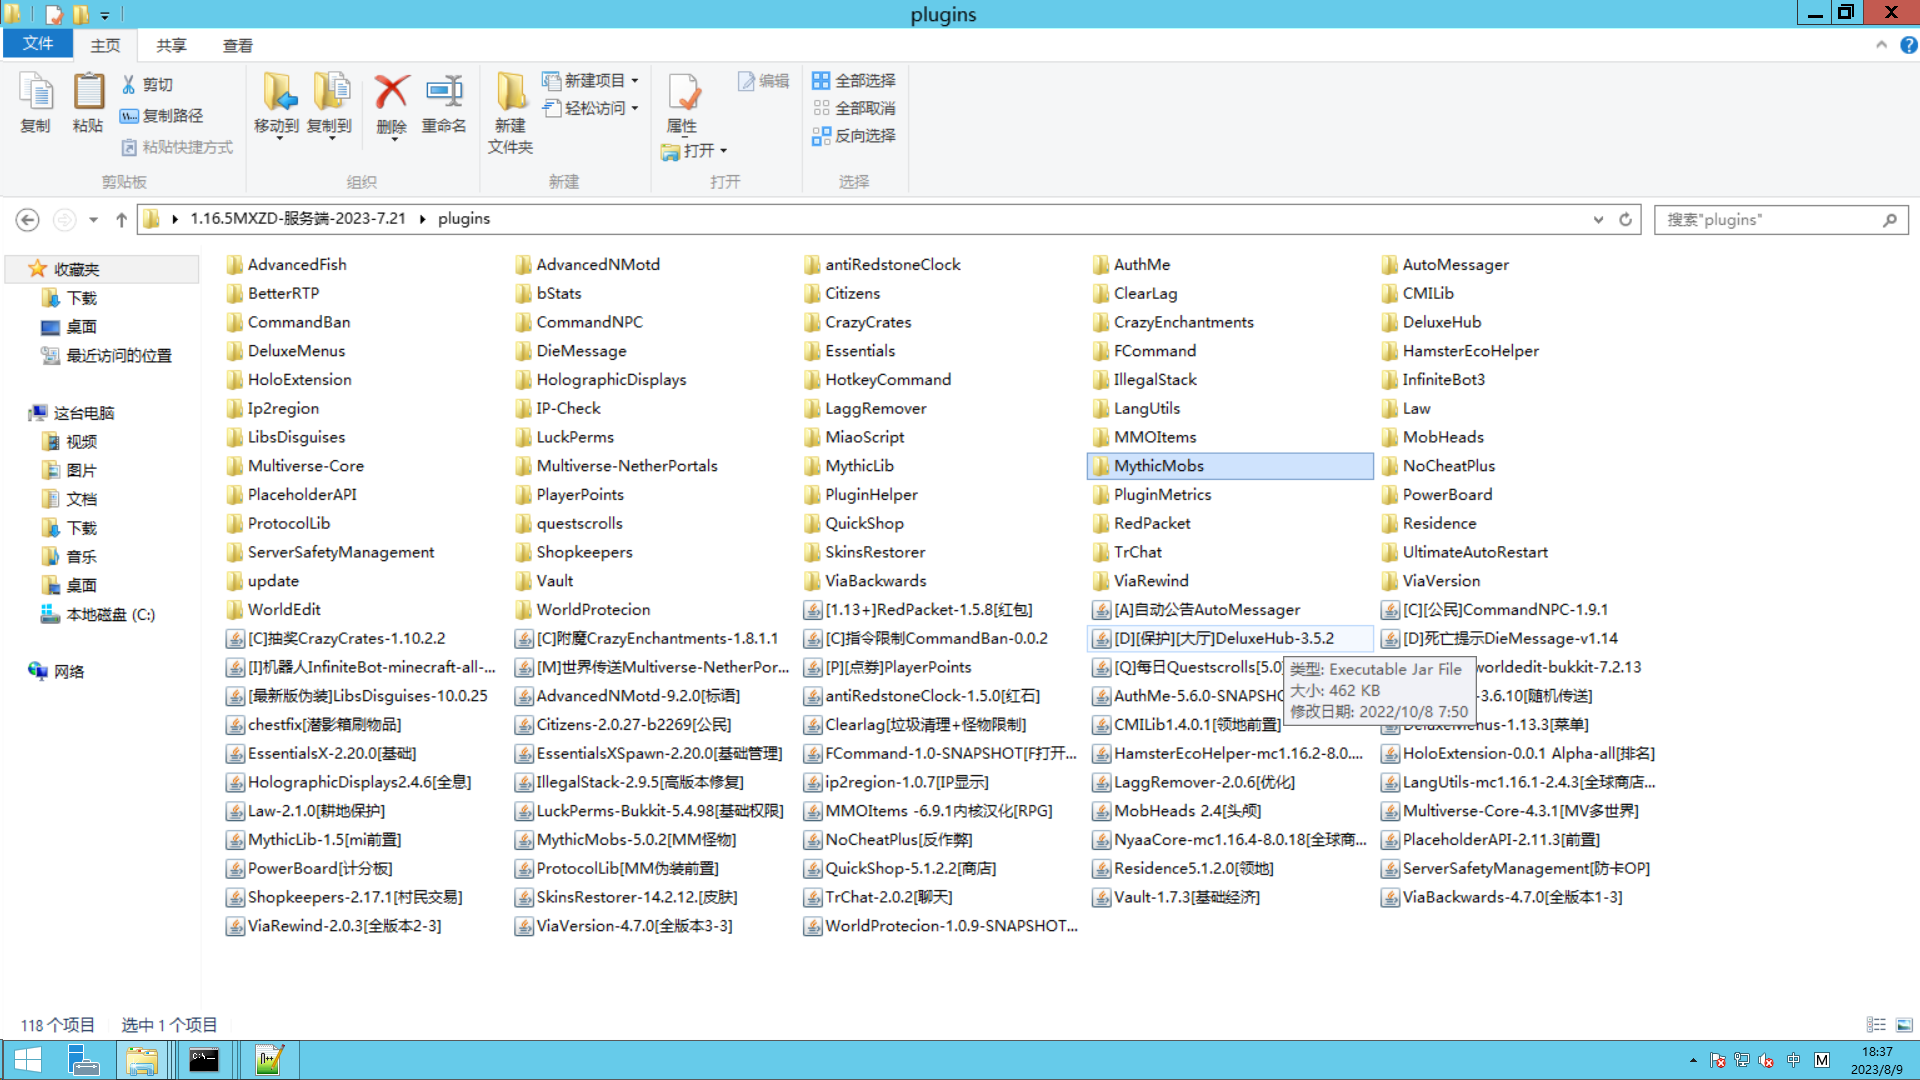 plugins
文件
主页
共享
查看
复制
粘贴
剪切
复制路径
粘贴快捷方式
剪贴板
移动到
复制到
删除
重命名
组织
新建
文件夹
新建项目
轻松访问
新建
属性
打开
编辑
打开
全部选择
全部取消
反向选择
选择
1.16.5MXZD-服务端-2023-7.21
plugins
搜索"plugins"
收藏夹
下载
桌面
最近访问的位置
这台电脑
视频
图片
文档
下载
音乐
桌面
本地磁盘 (C:)
网络
AdvancedFish
AdvancedNMotd
antiRedstoneClock
AuthMe
AutoMessager
BetterRTP
bStats
Citizens
ClearLag
CMILib
CommandBan
CommandNPC
CrazyCrates
CrazyEnchantments
DeluxeHub
DeluxeMenus
DieMessage
Essentials
FCommand
HamsterEcoHelper
HoloExtension
HolographicDisplays
HotkeyCommand
IllegalStack
InfiniteBot3
Ip2region
IP-Check
LaggRemover
LangUtils
Law
LibsDisguises
LuckPerms
MiaoScript
MMOItems
MobHeads
Multiverse-Core
Multiverse-NetherPortals
MythicLib
MythicMobs
NoCheatPlus
PlaceholderAPI
PlayerPoints
PluginHelper
PluginMetrics
PowerBoard
ProtocolLib
questscrolls
QuickShop
RedPacket
Residence
ServerSafetyManagement
Shopkeepers
SkinsRestorer
TrChat
UltimateAutoRestart
update
Vault
ViaBackwards
ViaRewind
ViaVersion
WorldEdit
WorldProtecion
[1.13+]RedPacket-1.5.8[红包]
[A]自动公告AutoMessager
[C][公民]CommandNPC-1.9.1
[C]抽奖CrazyCrates-1.10.2.2
[C]附魔CrazyEnchantments-1.8.1.1
[C]指令限制CommandBan-0.0.2
[D][保护][大厅]DeluxeHub-3.5.2
[D]死亡提示DieMessage-v1.14
[I]机器人InfiniteBot-minecraft-all-...
[M]世界传送Multiverse-NetherPor...
[P][点券]PlayerPoints
[Q]每日Questscrolls[5.0
worldedit-bukkit-7.2.13
[最新版伪装]LibsDisguises-10.0.25
AdvancedNMotd-9.2.0[标语]
antiRedstoneClock-1.5.0[红石]
AuthMe-5.6.0-SNAPSHO
-3.6.10[随机传送]
chestfix[潜影箱刷物品]
Citizens-2.0.27-b2269[公民]
Clearlag[垃圾清理+怪物限制]
CMILib1.4.0.1[领地前置]
DeluxeMenus-1.13.3[菜单]
类型: Executable Jar File
大小: 462 KB
修改日期: 2022/10/8 7:50
EssentialsX-2.20.0[基础]
EssentialsXSpawn-2.20.0[基础管理]
FCommand-1.0-SNAPSHOT[F打开...
HamsterEcoHelper-mc1.16.2-8.0....
HoloExtension-0.0.1 Alpha-all[排名]
HolographicDisplays2.4.6[全息]
IllegalStack-2.9.5[高版本修复]
ip2region-1.0.7[IP显示]
LaggRemover-2.0.6[优化]
LangUtils-mc1.16.1-2.4.3[全球商店...
Law-2.1.0[耕地保护]
LuckPerms-Bukkit-5.4.98[基础权限]
MMOItems -6.9.1内核汉化[RPG]
MobHeads 2.4[头颅]
Multiverse-Core-4.3.1[MV多世界]
MythicLib-1.5[mi前置]
MythicMobs-5.0.2[MM怪物]
NoCheatPlus[反作弊]
NyaaCore-mc1.16.4-8.0.18[全球商...
PlaceholderAPI-2.11.3[前置]
PowerBoard[计分板]
ProtocolLib[MM伪装前置]
QuickShop-5.1.2.2[商店]
Residence5.1.2.0[领地]
ServerSafetyManagement[防卡OP]
Shopkeepers-2.17.1[村民交易]
SkinsRestorer-14.2.12.[皮肤]
TrChat-2.0.2[聊天]
Vault-1.7.3[基础经济]
ViaBackwards-4.7.0[全版本1-3]
ViaRewind-2.0.3[全版本2-3]
ViaVersion-4.7.0[全版本3-3]
WorldProtecion-1.0.9-SNAPSHOT...
118 个项目
选中 1 个项目
中
M
18:37
2023/8/9